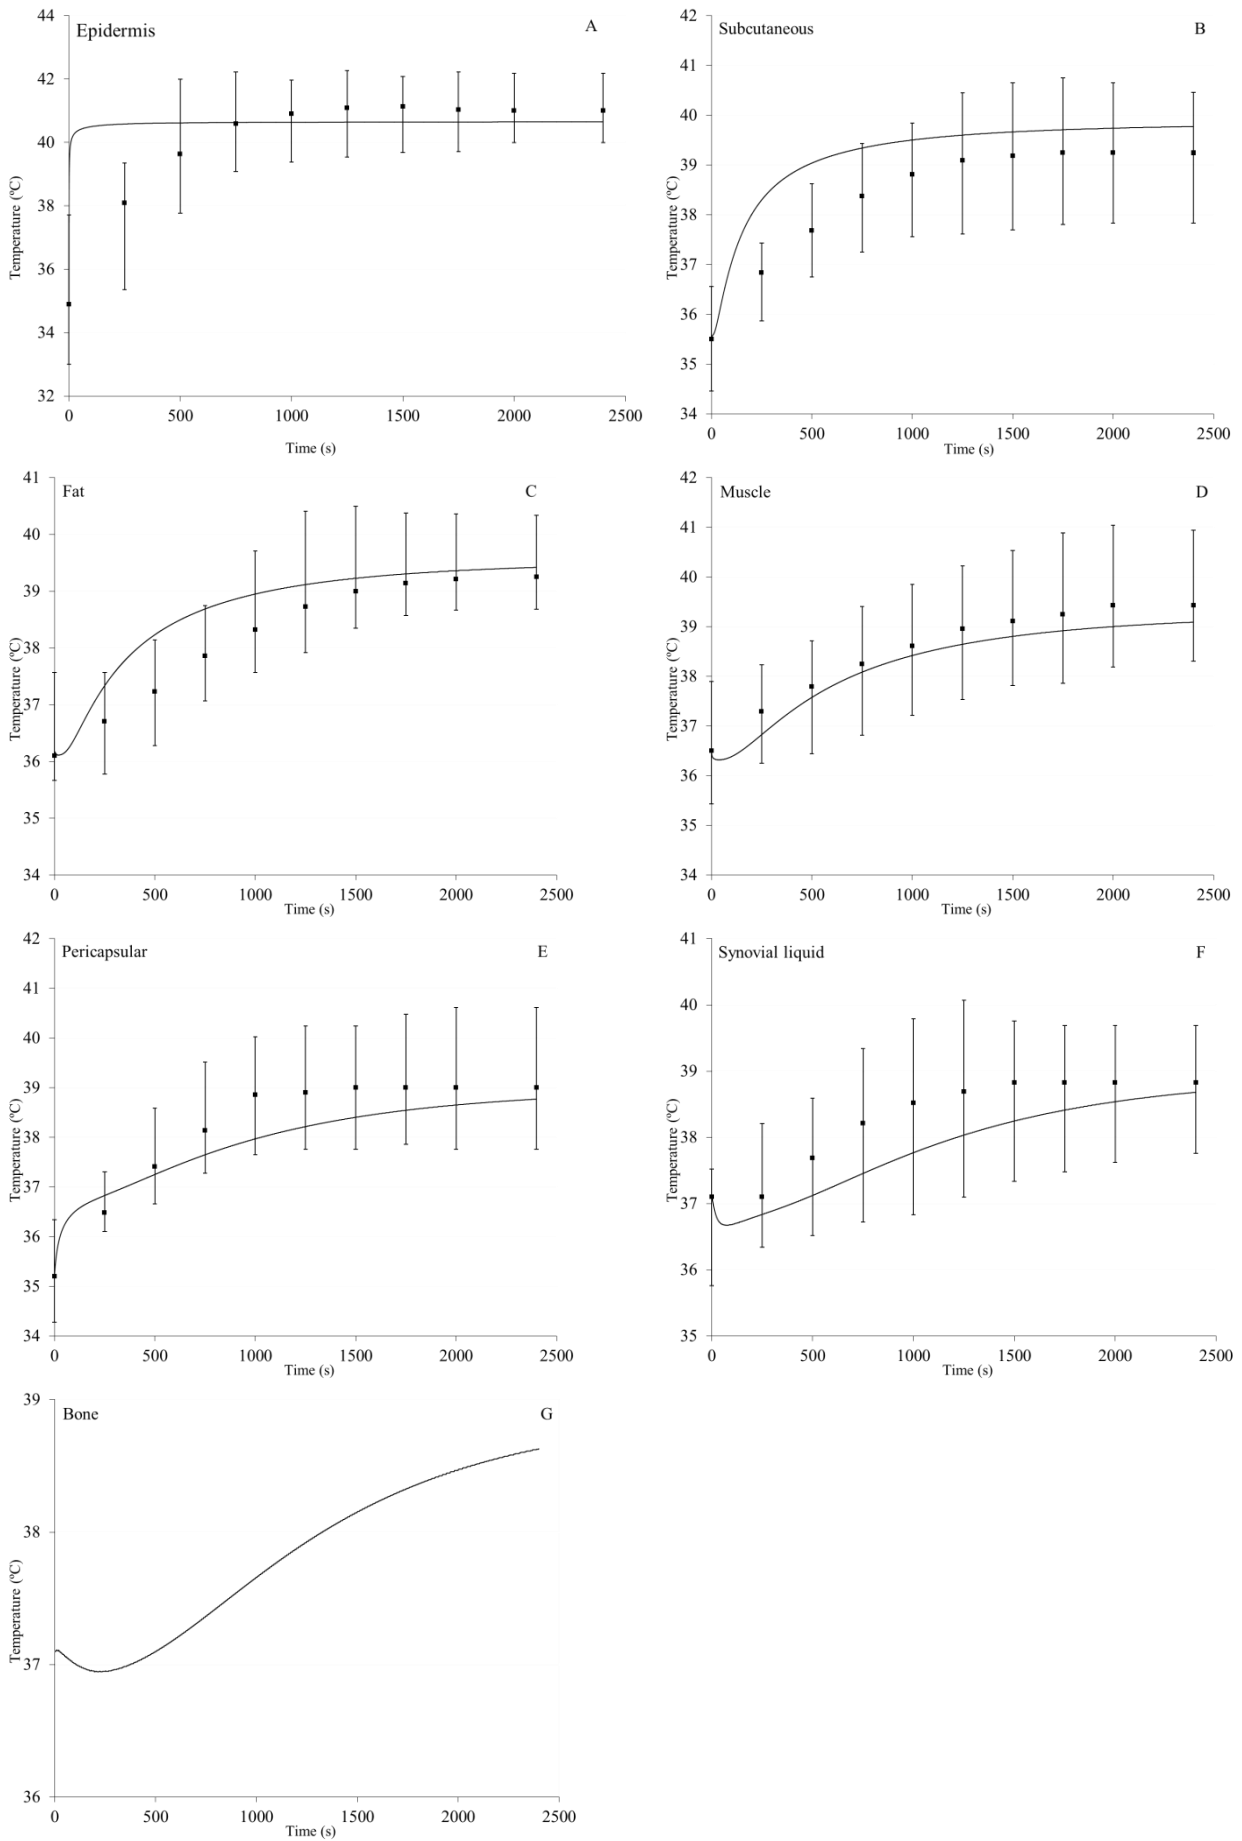 Epidermis A
Temperature (ºC)
44
42
40
38
36
34
32
0 500 1000 1500 2000 2500
Time (s)
Subcutaneous B
Temperature (ºC)
42
41
40
39
38
37
36
35
34
0 500 1000 1500 2000 2500
Time (s)
Fat C
Temperature (ºC)
41
40
39
38
37
36
35
34
0 500 1000 1500 2000 2500
Time (s)
Muscle D
Temperature (ºC)
42
41
40
39
38
37
36
35
34
0 500 1000 1500 2000 2500
Time (s)
Pericapsular E
Temperature (ºC)
42
41
40
39
38
37
36
35
34
0 500 1000 1500 2000 2500
Time (s)
Synovial liquid F
Temperature (ºC)
41
40
39
38
37
36
35
0 500 1000 1500 2000 2500
Time (s)
Bone G
Temperature (ºC)
39
38
37
36
0 500 1000 1500 2000 2500
Time (s)